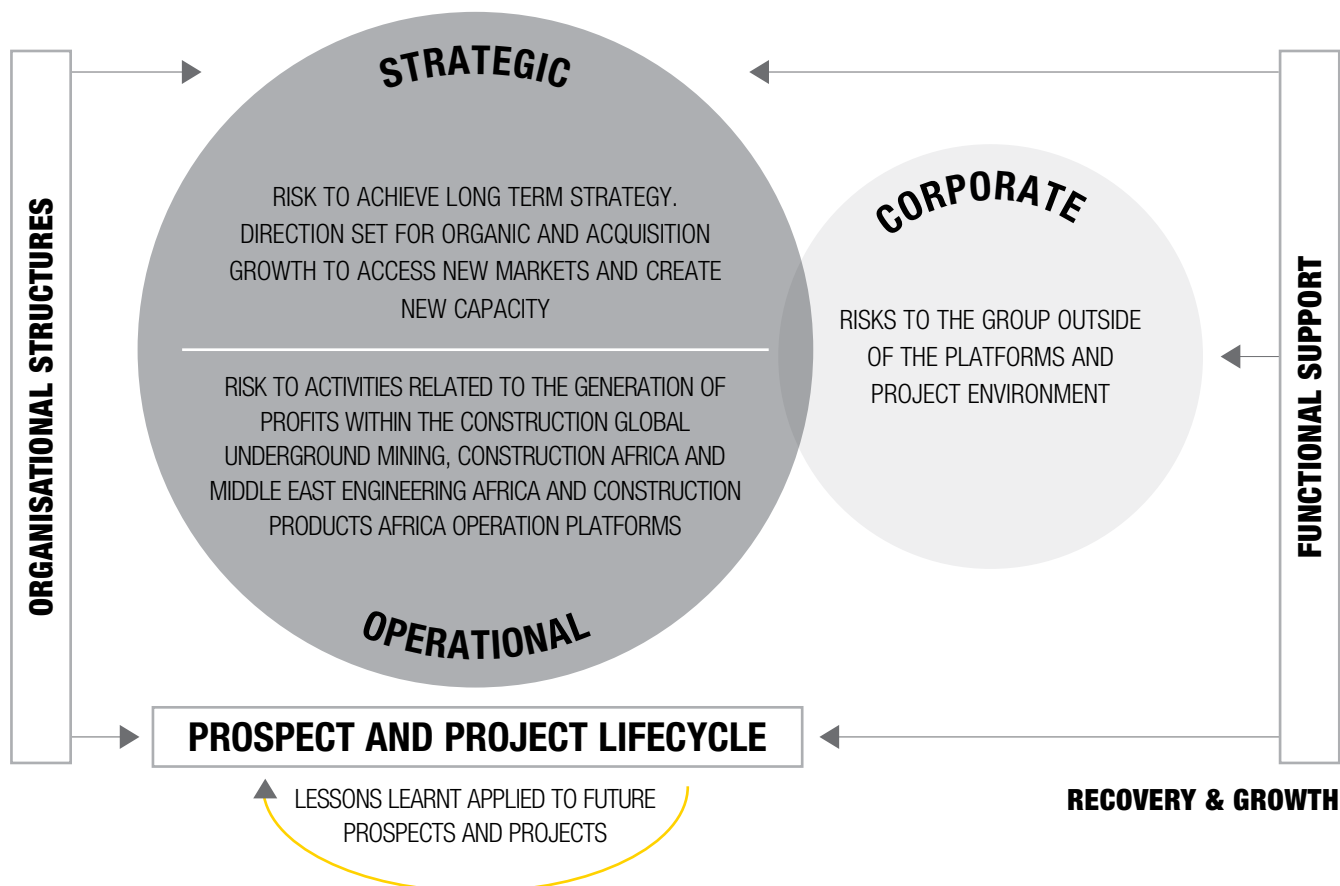 STRATEGIC
RISK TO ACHIEVE LONG TERM STRATEGY.
DIRECTION SET FOR ORGANIC AND ACQUISITION
GROWTH TO ACCESS NEW MARKETS AND CREATE
NEW CAPACITY
RISK TO ACTIVITIES RELATED TO THE GENERATION OF
PROFITS WITHIN THE CONSTRUCTION GLOBAL
UNDERGROUND MINING, CONSTRUCTION AFRICA AND
MIDDLE EAST ENGINEERING AFRICA AND CONSTRUCTION
PRODUCTS AFRICA OPERATION PLATFORMS
OPERATIONAL
CORPORATE
RISKS TO THE GROUP OUTSIDE
OF THE PLATFORMS AND
PROJECT ENVIRONMENT
ORGANISATIONAL STRUCTURES
FUNCTIONAL SUPPORT
PROSPECT AND PROJECT LIFECYCLE
LESSONS LEARNT APPLIED TO FUTURE
PROSPECTS AND PROJECTS
RECOVERY & GROWTH